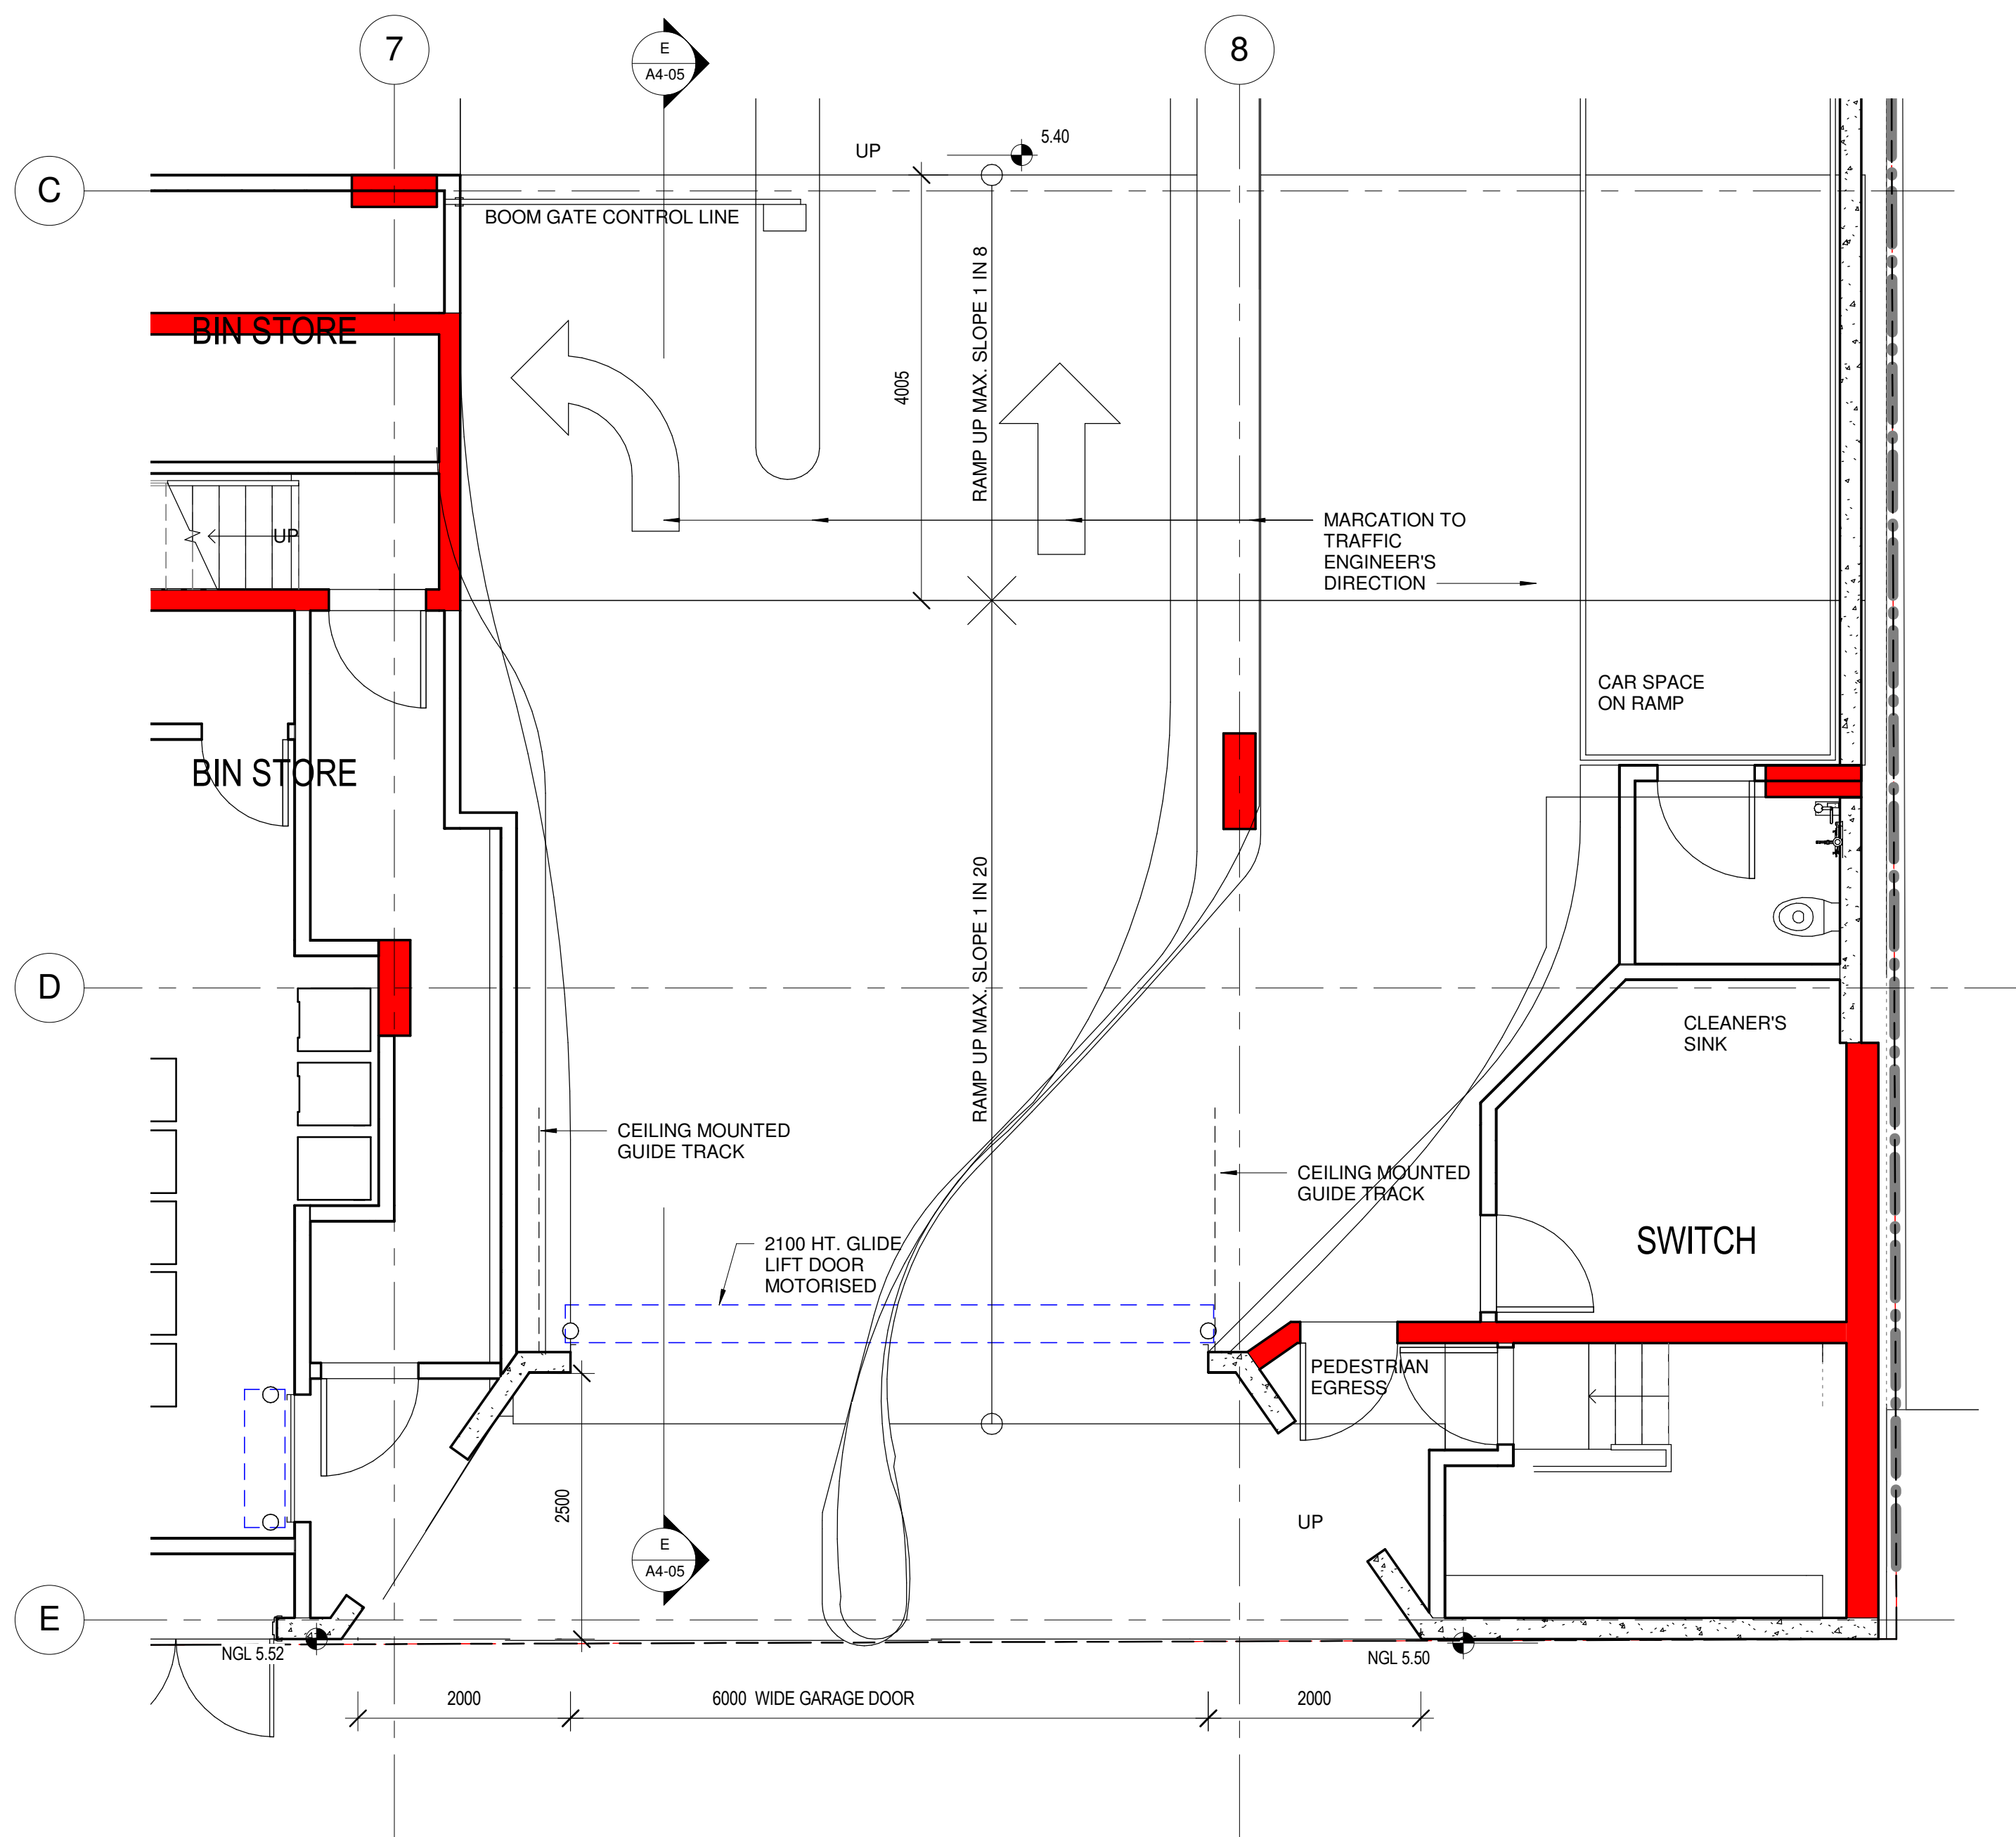 7
E
A4-05
8
C
UP
5.40
BOOM GATE CONTROL LINE
BIN STORE
4005
RAMP UP MAX. SLOPE 1 IN 8
UP
MARCATION TO
TRAFFIC
ENGINEER'S
DIRECTION
CAR SPACE
ON RAMP
BIN STORE
D
RAMP UP MAX. SLOPE 1 IN 20
CLEANER'S
SINK
CEILING MOUNTED
GUIDE TRACK
CEILING MOUNTED
GUIDE TRACK
2100 HT. GLIDE
LIFT DOOR
MOTORISED
SWITCH
PEDESTRIAN
EGRESS
2500
UP
E
A4-05
E
NGL 5.52
NGL 5.50
2000
6000 WIDE GARAGE DOOR
2000